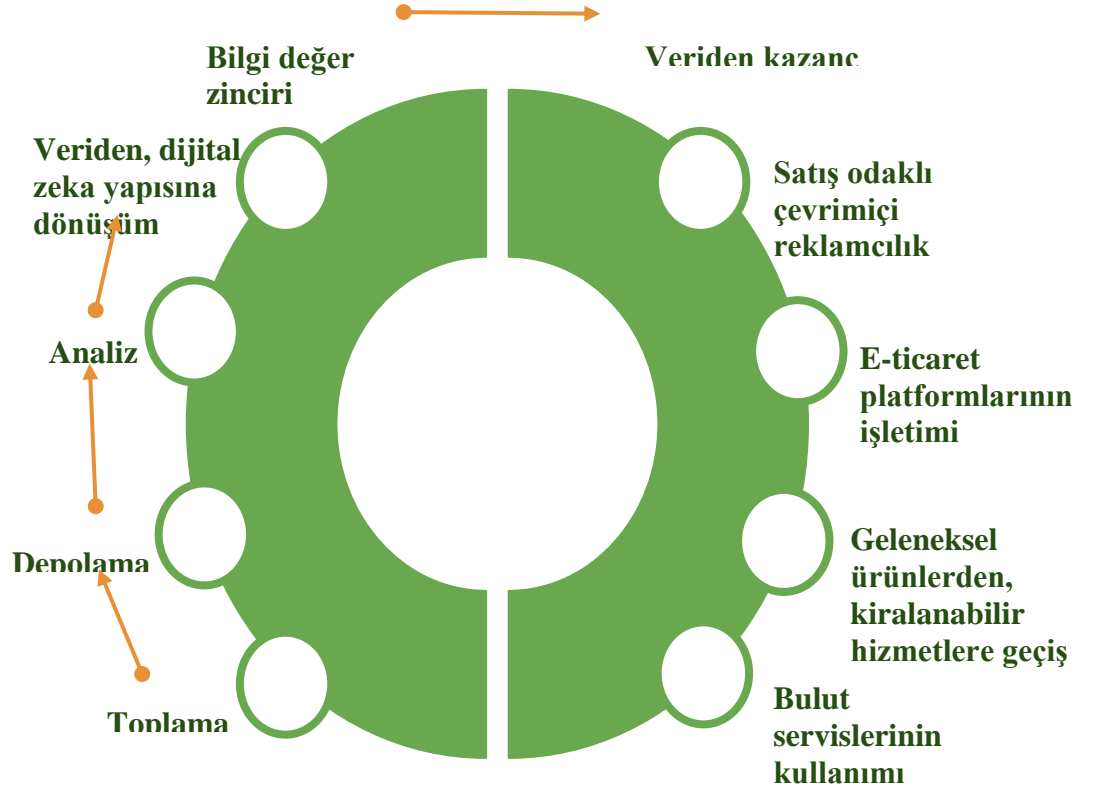 Bilgi değer
zinciri
Veriden, dijital
zeka yapısına
dönüşüm
Analiz
Depolama
Toplama
Veriden kazanç
Satış odaklı
çevrimiçi
reklamcılık
E-ticaret
platformlarının
işletimi
Geleneksel
ürünlerden,
kiralanabilir
hizmetlere geçiş
Bulut
servislerinin
kullanımı